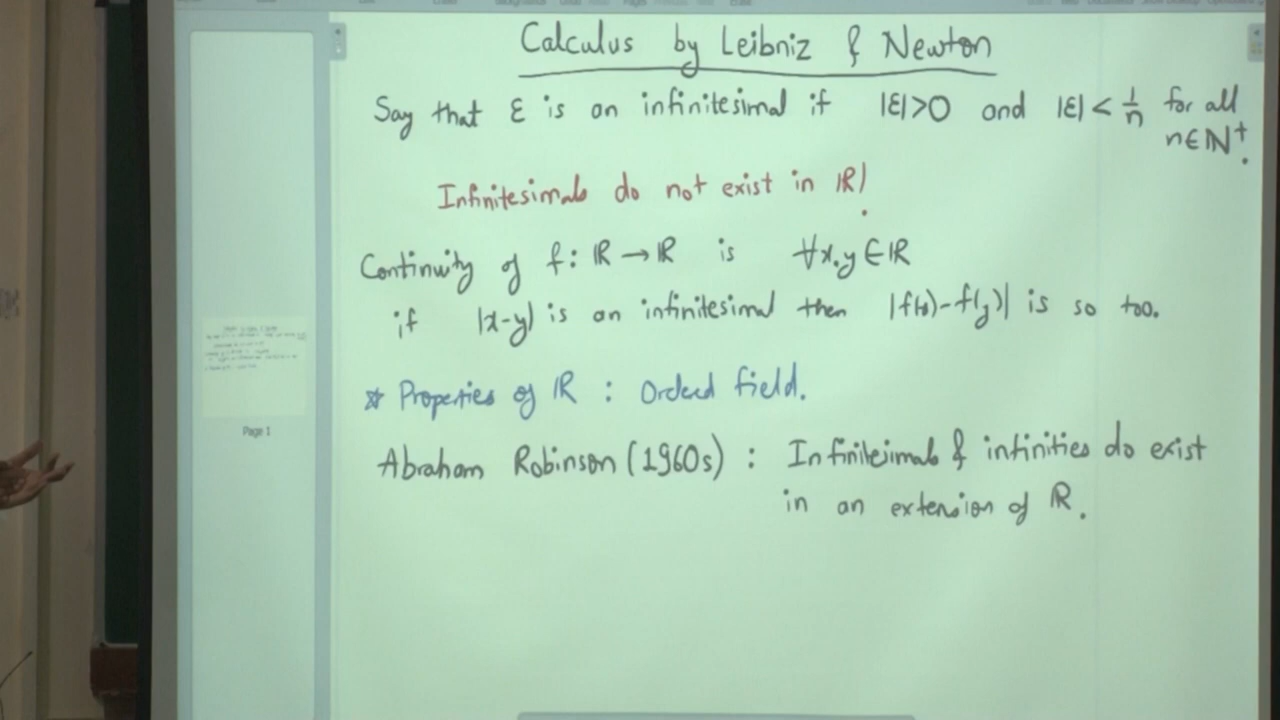 Calculus by Leibniz & Newton
Say that ε is an infinitesimal if |ε|>0 and |ε| < 1/n for all
n∈ℕ⁺.
Infinitesimals do not exist in ℝ!
Continuity of f: ℝ→ℝ is ∀x,y∈ℝ
if |x-y| is an infinitesimal then |f(x)-f(y)| is so too.
* Properties of ℝ : Ordered field.
Abraham Robinson (1960s) : Infinitesimals & infinities do exist
in an extension of ℝ.
Page 1